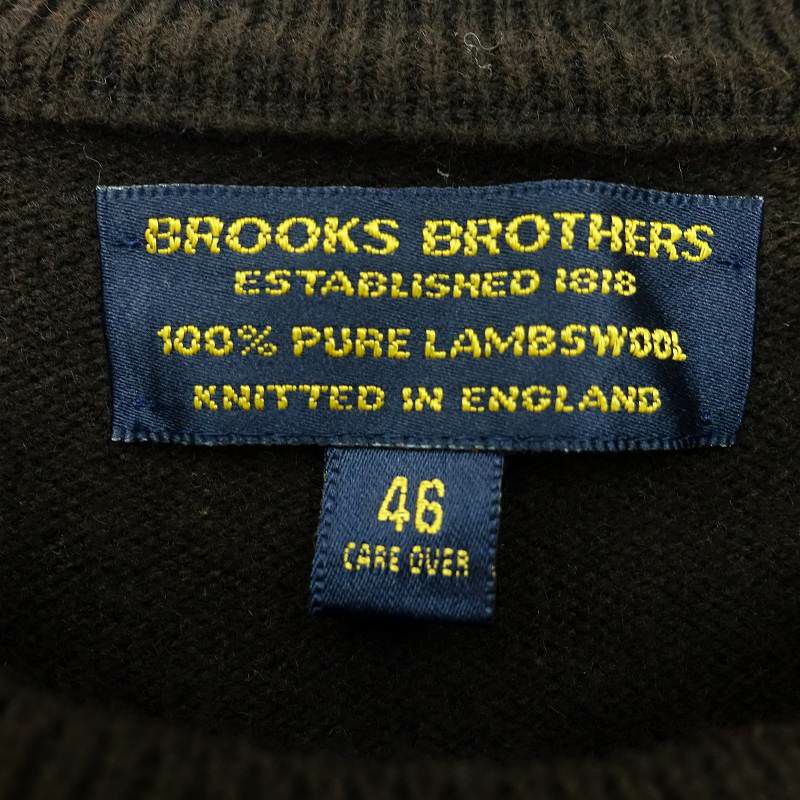 BROOKS BROTHERS
ESTABLISHED 1818
100% PURE LAMBSWOOL
KNITTED IN ENGLAND
46
CARE OVER